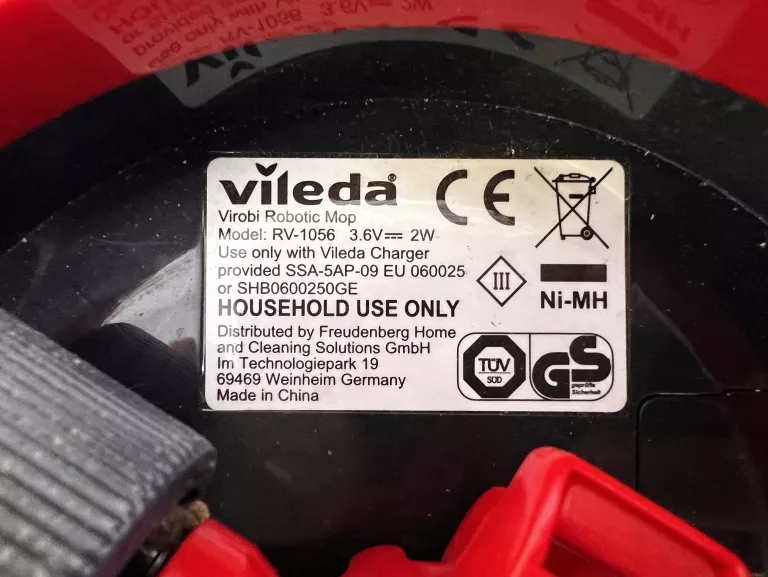 vileda®
Virobi Robotic Mop
Model: RV-1056 3.6V⎓ 2W
Use only with Vileda Charger
provided SSA-5AP-09 EU 060025
or SHB0600250GE
HOUSEHOLD USE ONLY
Distributed by Freudenberg Home
and Cleaning Solutions GmbH
Im Technologiepark 19
69469 Weinheim Germany
Made in China
CE
III
Ni-MH
TÜV
SÜD
GS
geprüfte
Sicherheit